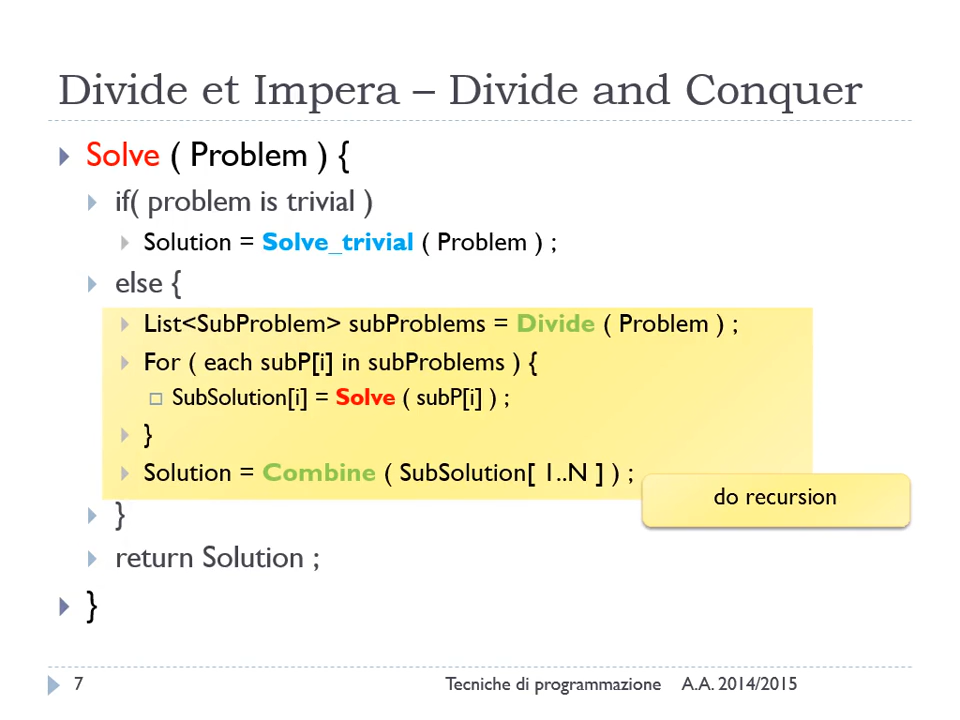 Divide et Impera – Divide and Conquer
Solve ( Problem ) {
if( problem is trivial )
Solution = Solve_trivial ( Problem ) ;
else {
List<SubProblem> subProblems = Divide ( Problem ) ;
For ( each subP[i] in subProblems ) {
SubSolution[i] = Solve ( subP[i] ) ;
}
Solution = Combine ( SubSolution[ 1..N ] ) ;
do recursion
}
return Solution ;
}
7 Tecniche di programmazione A.A. 2014/2015